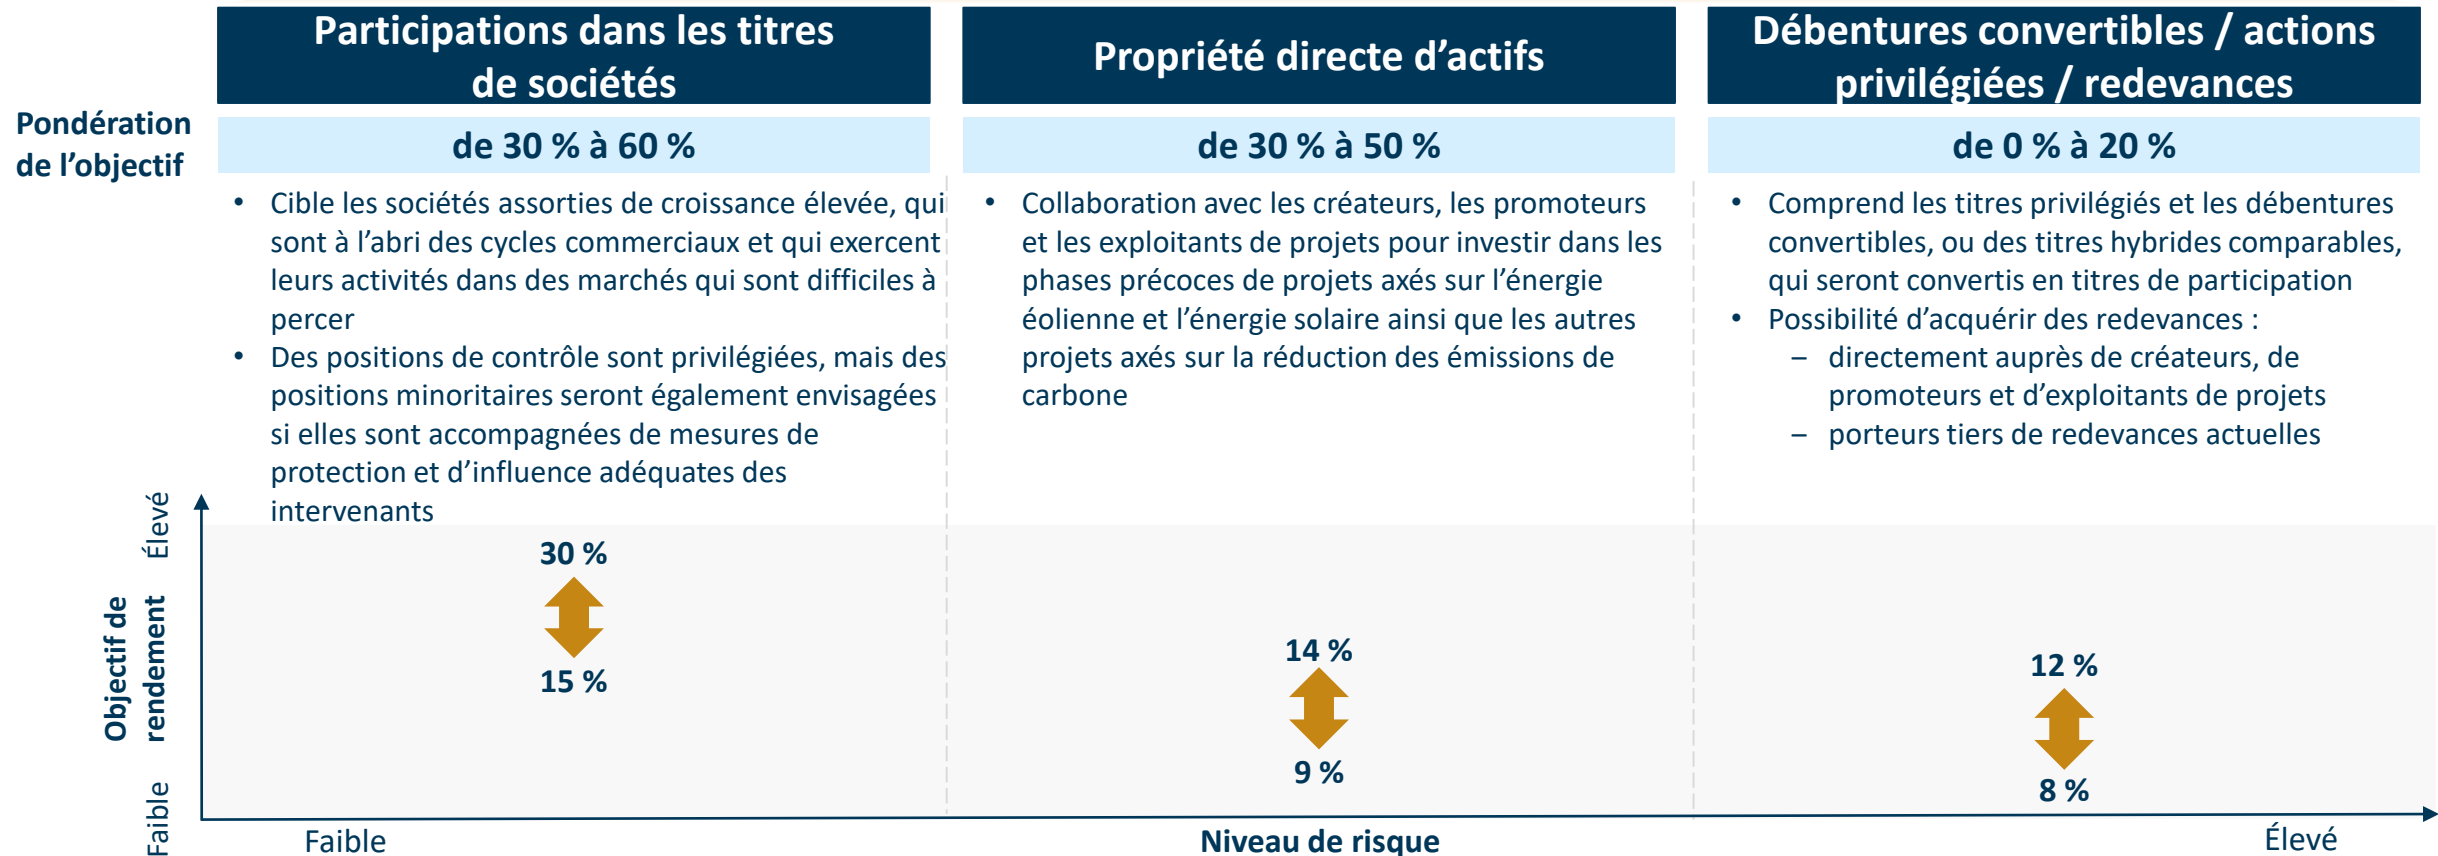 Participations dans les titres
de sociétés
Propriété directe d’actifs
Débentures convertibles / actions
privilégiées / redevances
Pondération
de l’objectif
de 30 % à 60 %
de 30 % à 50 %
de 0 % à 20 %
• Cible les sociétés assorties de croissance élevée, qui
sont à l’abri des cycles commerciaux et qui exercent
leurs activités dans des marchés qui sont difficiles à
percer
• Des positions de contrôle sont privilégiées, mais des
positions minoritaires seront également envisagées
si elles sont accompagnées de mesures de
protection et d’influence adéquates des
intervenants
• Collaboration avec les créateurs, les promoteurs
et les exploitants de projets pour investir dans les
phases précoces de projets axés sur l’énergie
éolienne et l’énergie solaire ainsi que les autres
projets axés sur la réduction des émissions de
carbone
• Comprend les titres privilégiés et les débentures
convertibles, ou des titres hybrides comparables,
qui seront convertis en titres de participation
• Possibilité d’acquérir des redevances :
– directement auprès de créateurs, de
promoteurs et d’exploitants de projets
– porteurs tiers de redevances actuelles
Élevé
Objectif de
rendement
Faible
30 %
15 %
14 %
9 %
12 %
8 %
Faible
Niveau de risque
Élevé